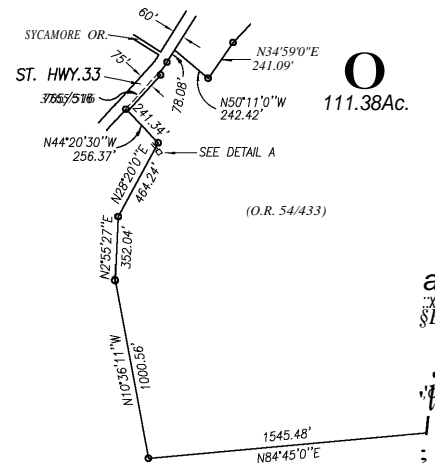 60'
SYCAMORE OR.
75'
ST. HWY.33
78.08'
N34°59'0"E
241.09'
O
111.38Ac.
N50°11'0"W
242.42'
241.34'
N44°20'30"W
256.37'
SEE DETAIL A
N28°20'0"E
464.24'
(O.R. 54/433)
N2°55'27"E
352.04'
N10°36'11"W
1000.56'
1545.48'
N84°45'0"E